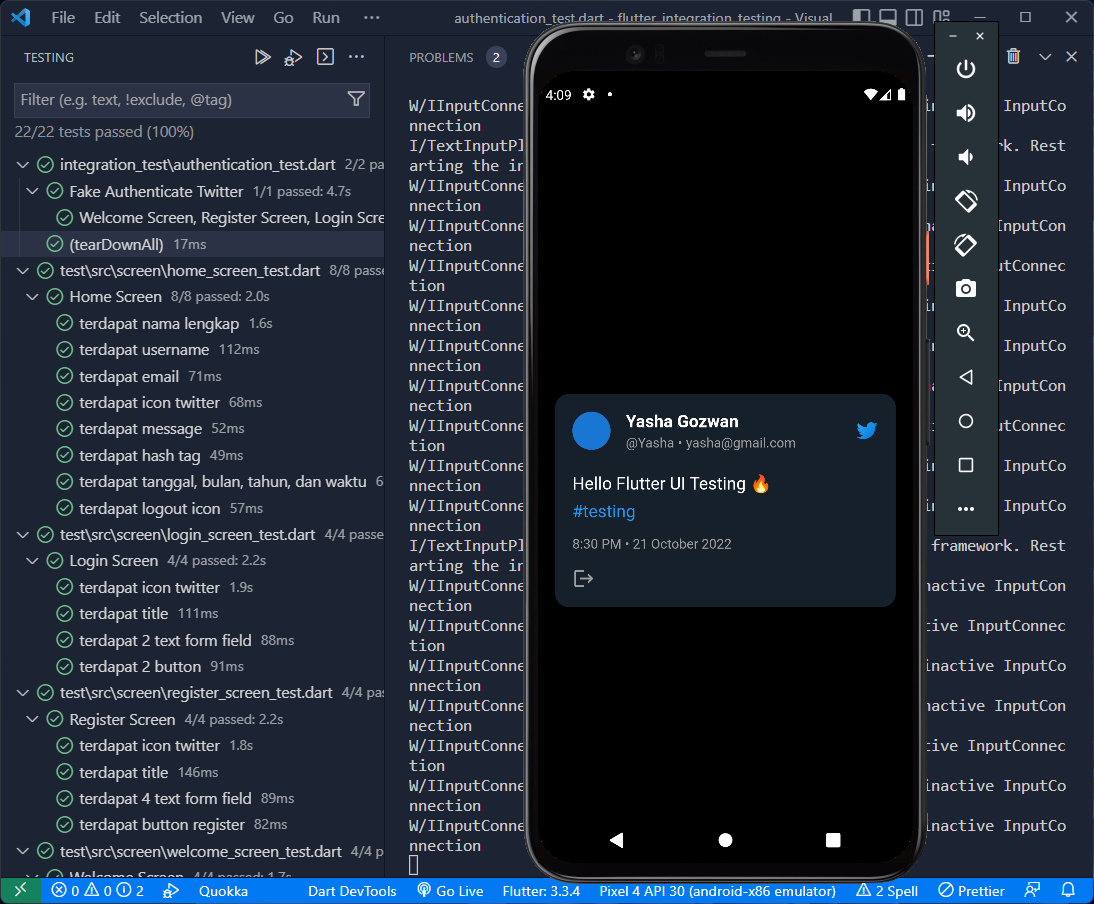 File Edit Selection View Go Run ··· authentication_test.dart - flutter_integration_testing - Visual
TESTING
Filter (e.g. text, !exclude, @tag)
22/22 tests passed (100%)
integration_test\authentication_test.dart 2/2 pa
Fake Authenticate Twitter 1/1 passed: 4.7s
Welcome Screen, Register Screen, Login Scre
(tearDownAll) 17ms
test\src\screen\home_screen_test.dart 8/8 passe
Home Screen 8/8 passed: 2.0s
terdapat nama lengkap 1.6s
terdapat username 112ms
terdapat email 71ms
terdapat icon twitter 68ms
terdapat message 52ms
terdapat hash tag 49ms
terdapat tanggal, bulan, tahun, dan waktu 6
terdapat logout icon 57ms
test\src\screen\login_screen_test.dart 4/4 passe
Login Screen 4/4 passed: 2.2s
terdapat icon twitter 1.9s
terdapat title 111ms
terdapat 2 text form field 88ms
terdapat 2 button 91ms
test\src\screen\register_screen_test.dart 4/4 pas
Register Screen 4/4 passed: 2.2s
terdapat icon twitter 1.8s
terdapat title 146ms
terdapat 4 text form field 89ms
terdapat button register 82ms
test\src\screen\welcome_screen_test.dart 4/4 p
Welcome Screen 4/4 passed: 1.7s
PROBLEMS 2
W/IInputConne InputCo
nnection
I/TextInputPl k. Rest
arting the in
W/IInputConne InputCo
nnection
W/IInputConne InputCon
nection
W/IInputConne InputConnec
tion
W/IInputConne InputCo
nnection
W/IInputConne InputCo
nnection
W/IInputConne InputCon
nection
W/IInputConne InputConnec
tion
W/IInputConne InputCo
nnection
W/IInputConne InputCo
nnection
I/TextInputPl framework. Rest
arting the in
W/IInputConne nactive InputCon
nection
W/IInputConne tive InputConnec
tion
W/IInputConne inactive InputCo
nnection
W/IInputConne nactive InputCon
nection
W/IInputConne tive InputConnec
tion
W/IInputConne inactive InputCo
nnection
W/IInputConne inactive InputCo
nnection
4:09
Yasha Gozwan
@Yasha • yasha@gmail.com
Hello Flutter UI Testing 🔥
#testing
8:30 PM • 21 October 2022
0 0 2 Quokka Dart DevTools Go Live Flutter: 3.3.4 Pixel 4 API 30 (android-x86 emulator) 2 Spell Prettier